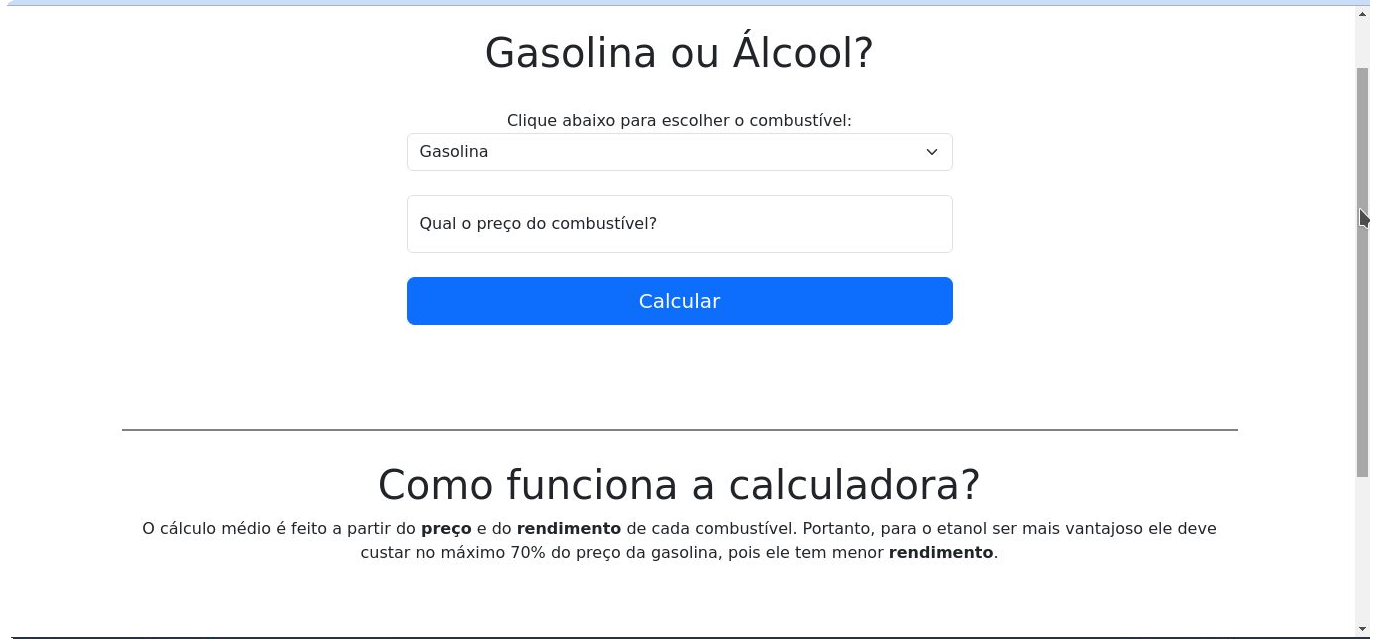 Gasolina ou Álcool?
Clique abaixo para escolher o combustível:
Gasolina
Qual o preço do combustível?
Calcular
Como funciona a calculadora?
O cálculo médio é feito a partir do preço e do rendimento de cada combustível. Portanto, para o etanol ser mais vantajoso ele deve
custar no máximo 70% do preço da gasolina, pois ele tem menor rendimento.